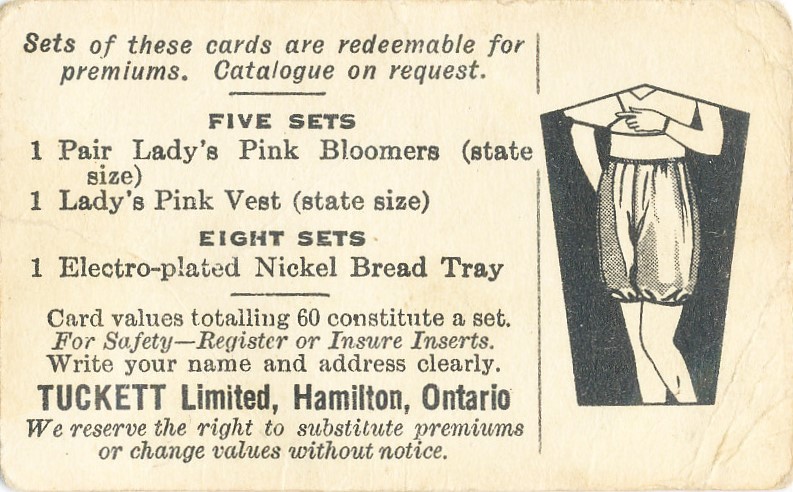 Sets of these cards are redeemable for
premiums. Catalogue on request.
FIVE SETS
1 Pair Lady's Pink Bloomers (state
size)
1 Lady's Pink Vest (state size)
EIGHT SETS
1 Electro-plated Nickel Bread Tray
Card values totalling 60 constitute a set.
For Safety—Register or Insure Inserts.
Write your name and address clearly.
TUCKETT Limited, Hamilton, Ontario
We reserve the right to substitute premiums
or change values without notice.